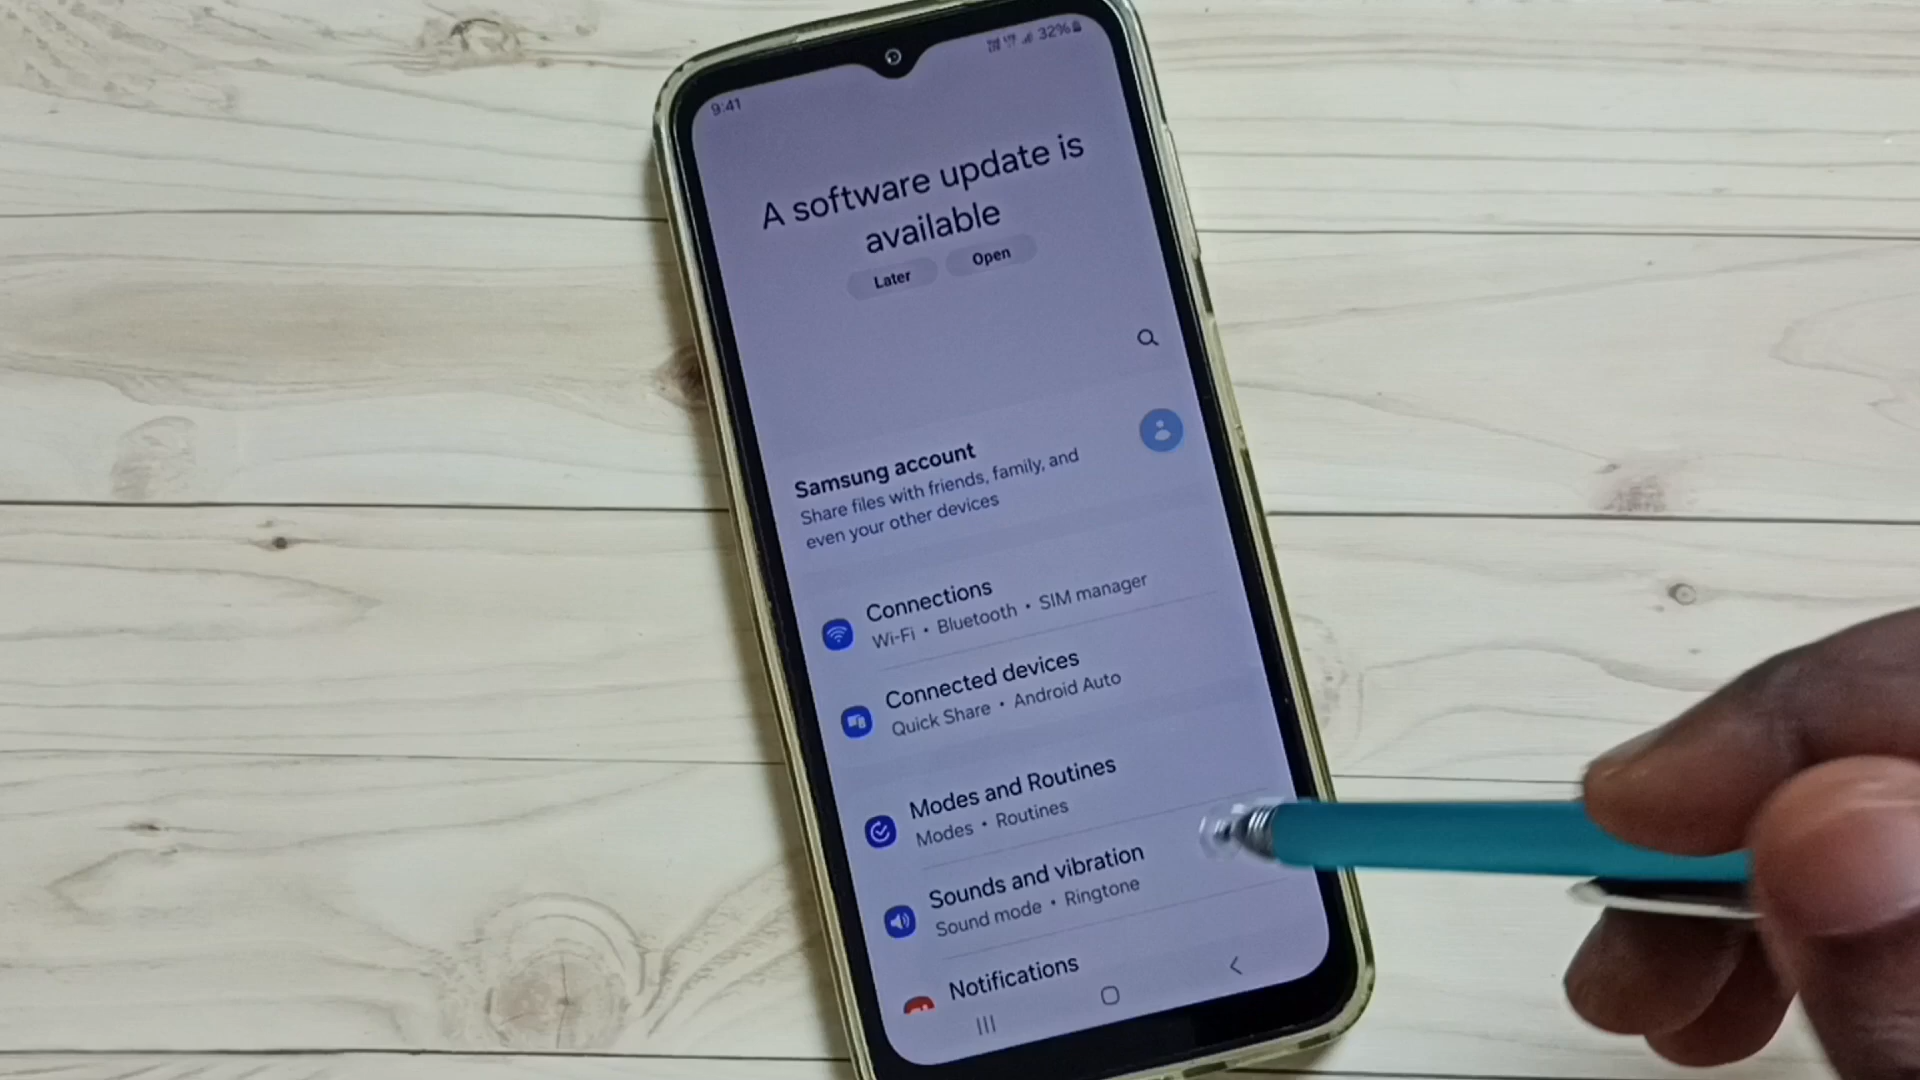 9:41
32%
A software update is
available
Later
Open
Samsung account
Share files with friends, family, and
even your other devices
Connections
Wi-Fi • Bluetooth • SIM manager
Connected devices
Quick Share • Android Auto
Modes and Routines
Modes • Routines
Sounds and vibration
Sound mode • Ringtone
Notifications